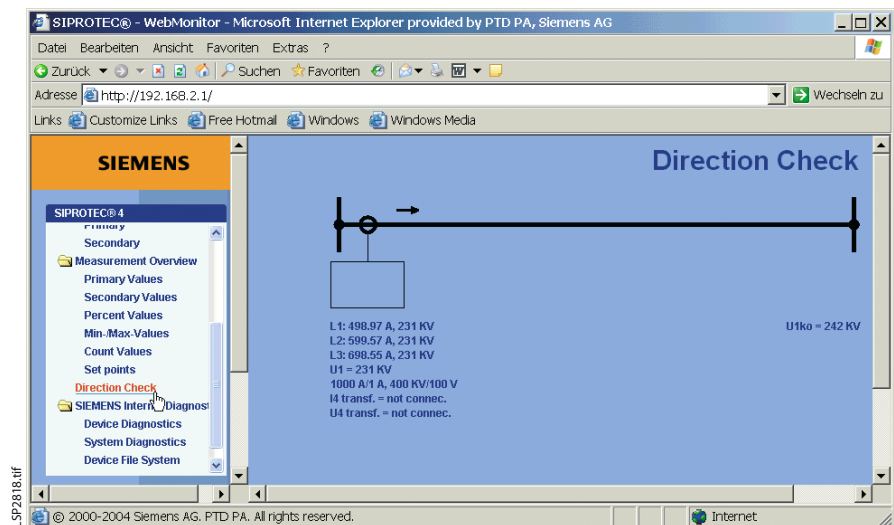 SIPROTEC® - WebMonitor - Microsoft Internet Explorer provided by PTD PA, Siemens AG
Datei Bearbeiten Ansicht Favoriten Extras ?
Zurück Suchen Favoriten
Adresse http://192.168.2.1/ Wechseln zu
Links Customize Links Free Hotmail Windows Windows Media
SIEMENS
Direction Check
SIPROTEC® 4
Primary
Secondary
Measurement Overview
Primary Values
Secondary Values
Percent Values
Min-/Max-Values
Count Values
Set points
Direction Check
SIEMENS Intern Diagnost
Device Diagnostics
System Diagnostics
Device File System
L1: 498.97 A, 231 KV
L2: 599.57 A, 231 KV
L3: 698.55 A, 231 KV
U1 = 231 KV
1000 A/1 A, 400 KV/100 V
I4 transf. = not connec.
U4 transf. = not connec.
U1ko = 242 KV
© 2000-2004 Siemens AG. PTD PA. All rights reserved. Internet
LSP2818.tif